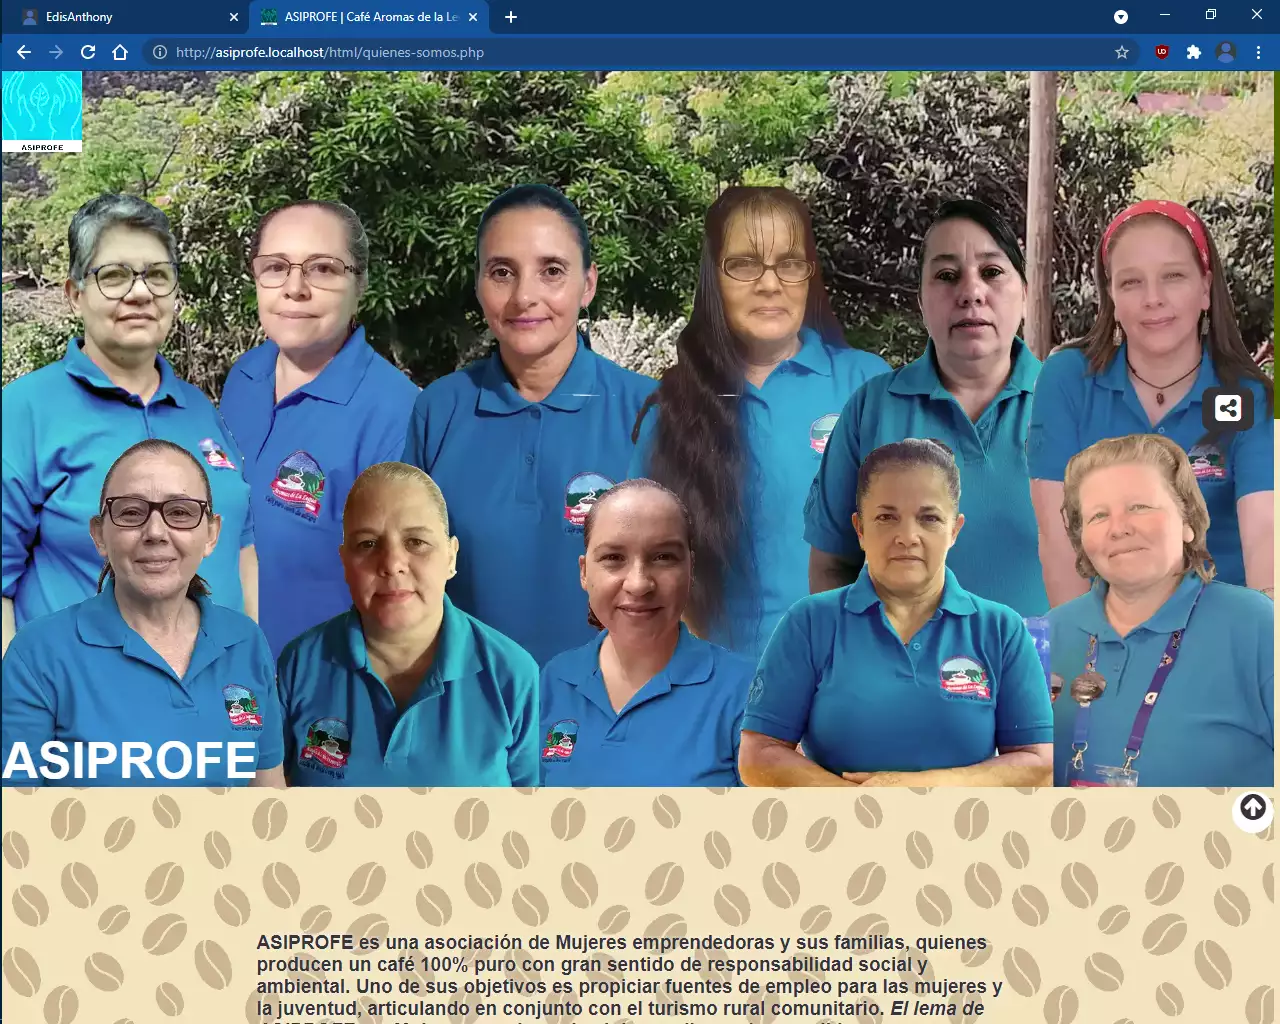 EdisAnthony
ASIPROFE | Café Aromas de la Le
http://asiprofe.localhost/html/quienes-somos.php
ASIPROFE
ASIPROFE
ASIPROFE es una asociación de Mujeres emprendedoras y sus familias, quienes
producen un café 100% puro con gran sentido de responsabilidad social y
ambiental. Uno de sus objetivos es propiciar fuentes de empleo para las mujeres y
la juventud, articulando en conjunto con el turismo rural comunitario. El lema de